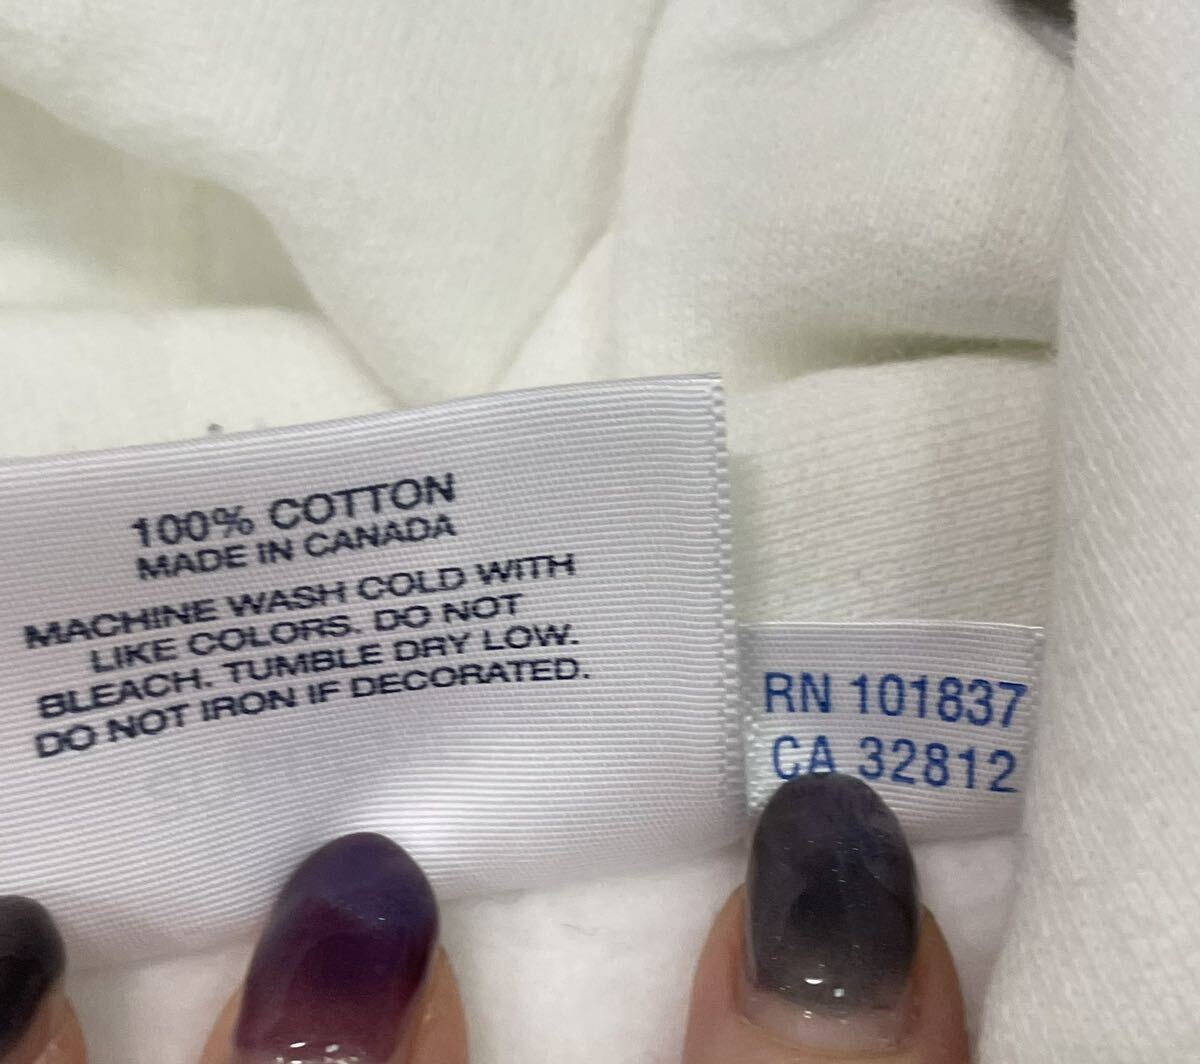 100% COTTON
MADE IN CANADA
MACHINE WASH COLD WITH
LIKE COLORS. DO NOT
BLEACH. TUMBLE DRY LOW.
DO NOT IRON IF DECORATED.
RN 101837
CA 32812